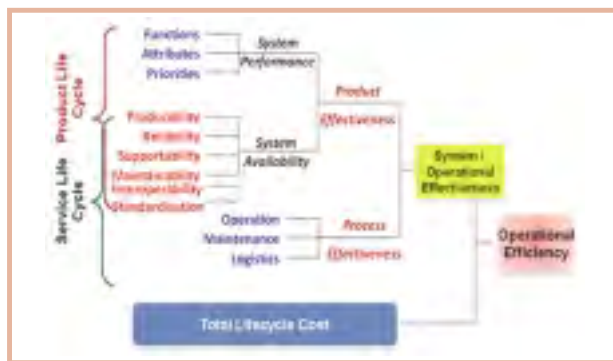 Product Life
Cycle
Service Life
Cycle
Functions
Attributes
Priorities
System
Performance
Producibility
Reliability
Supportability
Maintainability
Interoperability
Standardisation
System
Availability
Operation
Maintenance
Logistics
Product
Effectiveness
Process
Effectiveness
System /
Operational
Effectiveness
Operational
Efficiency
Total Lifecycle Cost